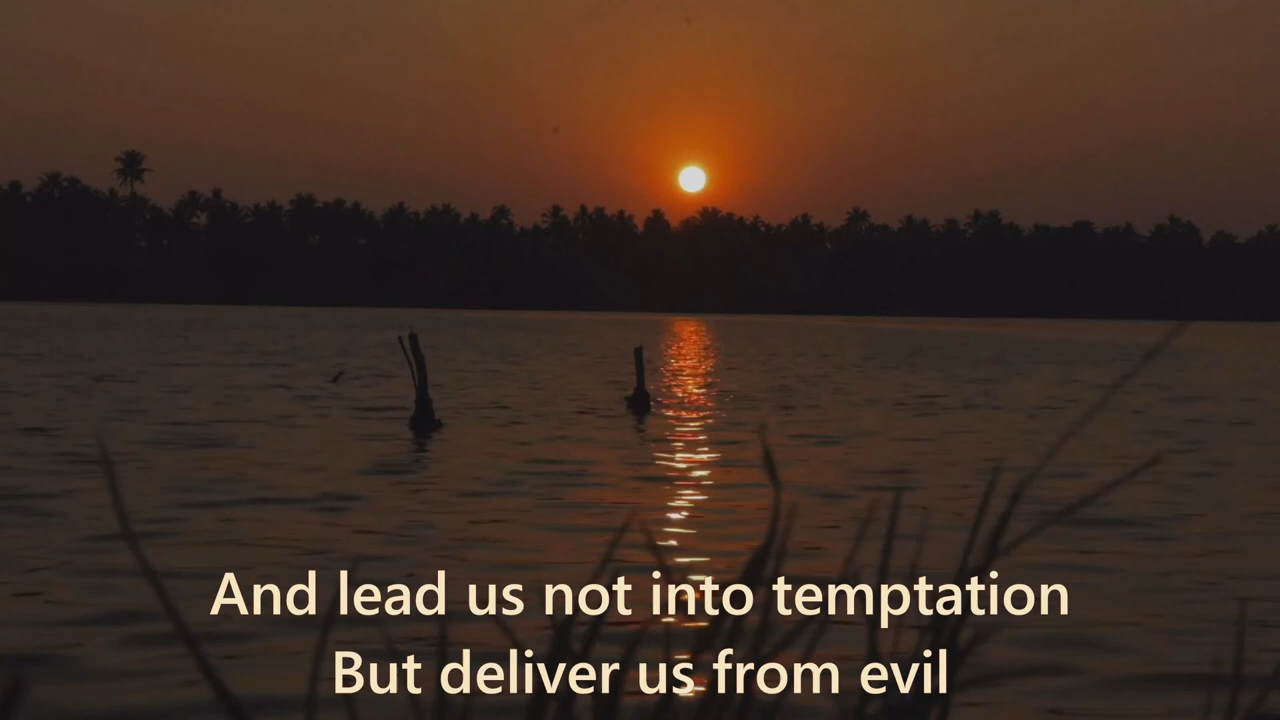 And lead us not into temptation
But deliver us from evil